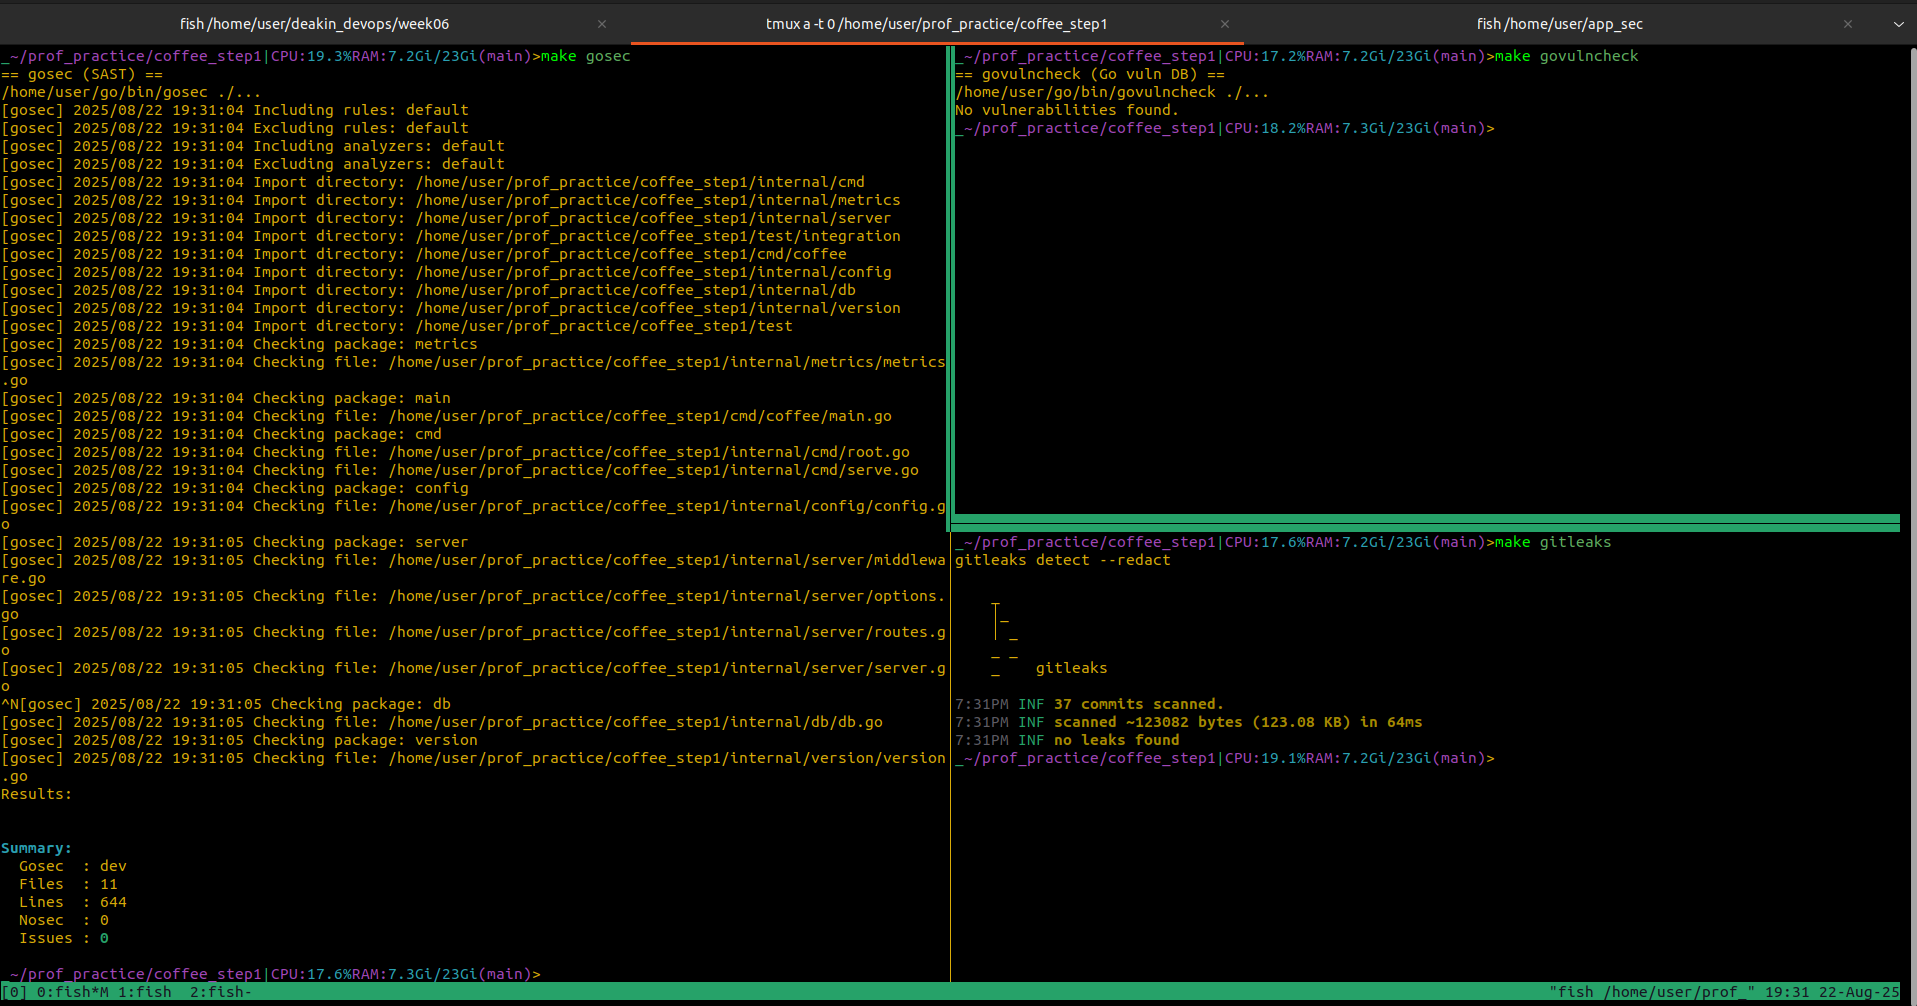 fish /home/user/deakin_devops/week06
tmux a -t 0 /home/user/prof_practice/coffee_step1
fish /home/user/app_sec
_~/prof_practice/coffee_step1|CPU:19.3%RAM:7.2Gi/23Gi(main)>make gosec
== gosec (SAST) ==
/home/user/go/bin/gosec ./...
[gosec] 2025/08/22 19:31:04 Including rules: default
[gosec] 2025/08/22 19:31:04 Excluding rules: default
[gosec] 2025/08/22 19:31:04 Including analyzers: default
[gosec] 2025/08/22 19:31:04 Excluding analyzers: default
[gosec] 2025/08/22 19:31:04 Import directory: /home/user/prof_practice/coffee_step1/internal/cmd
[gosec] 2025/08/22 19:31:04 Import directory: /home/user/prof_practice/coffee_step1/internal/metrics
[gosec] 2025/08/22 19:31:04 Import directory: /home/user/prof_practice/coffee_step1/internal/server
[gosec] 2025/08/22 19:31:04 Import directory: /home/user/prof_practice/coffee_step1/test/integration
[gosec] 2025/08/22 19:31:04 Import directory: /home/user/prof_practice/coffee_step1/cmd/coffee
[gosec] 2025/08/22 19:31:04 Import directory: /home/user/prof_practice/coffee_step1/internal/config
[gosec] 2025/08/22 19:31:04 Import directory: /home/user/prof_practice/coffee_step1/internal/db
[gosec] 2025/08/22 19:31:04 Import directory: /home/user/prof_practice/coffee_step1/internal/version
[gosec] 2025/08/22 19:31:04 Import directory: /home/user/prof_practice/coffee_step1/test
[gosec] 2025/08/22 19:31:04 Checking package: metrics
[gosec] 2025/08/22 19:31:04 Checking file: /home/user/prof_practice/coffee_step1/internal/metrics/metrics
.go
[gosec] 2025/08/22 19:31:04 Checking package: main
[gosec] 2025/08/22 19:31:04 Checking file: /home/user/prof_practice/coffee_step1/cmd/coffee/main.go
[gosec] 2025/08/22 19:31:04 Checking package: cmd
[gosec] 2025/08/22 19:31:04 Checking file: /home/user/prof_practice/coffee_step1/internal/cmd/root.go
[gosec] 2025/08/22 19:31:04 Checking file: /home/user/prof_practice/coffee_step1/internal/cmd/serve.go
[gosec] 2025/08/22 19:31:04 Checking package: config
[gosec] 2025/08/22 19:31:04 Checking file: /home/user/prof_practice/coffee_step1/internal/config/config.g
o
[gosec] 2025/08/22 19:31:05 Checking package: server
[gosec] 2025/08/22 19:31:05 Checking file: /home/user/prof_practice/coffee_step1/internal/server/middlewa
re.go
[gosec] 2025/08/22 19:31:05 Checking file: /home/user/prof_practice/coffee_step1/internal/server/options.
go
[gosec] 2025/08/22 19:31:05 Checking file: /home/user/prof_practice/coffee_step1/internal/server/routes.g
o
[gosec] 2025/08/22 19:31:05 Checking file: /home/user/prof_practice/coffee_step1/internal/server/server.g
o
^N[gosec] 2025/08/22 19:31:05 Checking package: db
[gosec] 2025/08/22 19:31:05 Checking file: /home/user/prof_practice/coffee_step1/internal/db/db.go
[gosec] 2025/08/22 19:31:05 Checking package: version
[gosec] 2025/08/22 19:31:05 Checking file: /home/user/prof_practice/coffee_step1/internal/version/version
.go
Results:
Summary:
Gosec : dev
Files : 11
Lines : 644
Nosec : 0
Issues : 0
_~/prof_practice/coffee_step1|CPU:17.6%RAM:7.3Gi/23Gi(main)>
_~/prof_practice/coffee_step1|CPU:17.2%RAM:7.2Gi/23Gi(main)>make govulncheck
== govulncheck (Go vuln DB) ==
/home/user/go/bin/govulncheck ./...
No vulnerabilities found.
_~/prof_practice/coffee_step1|CPU:18.2%RAM:7.3Gi/23Gi(main)>
_~/prof_practice/coffee_step1|CPU:17.6%RAM:7.2Gi/23Gi(main)>make gitleaks
gitleaks detect --redact
gitleaks
7:31PM INF 37 commits scanned.
7:31PM INF scanned ~123082 bytes (123.08 KB) in 64ms
7:31PM INF no leaks found
_~/prof_practice/coffee_step1|CPU:19.1%RAM:7.2Gi/23Gi(main)>
[0] 0:fish*M 1:fish 2:fish-
"fish /home/user/prof_" 19:31 22-Aug-25